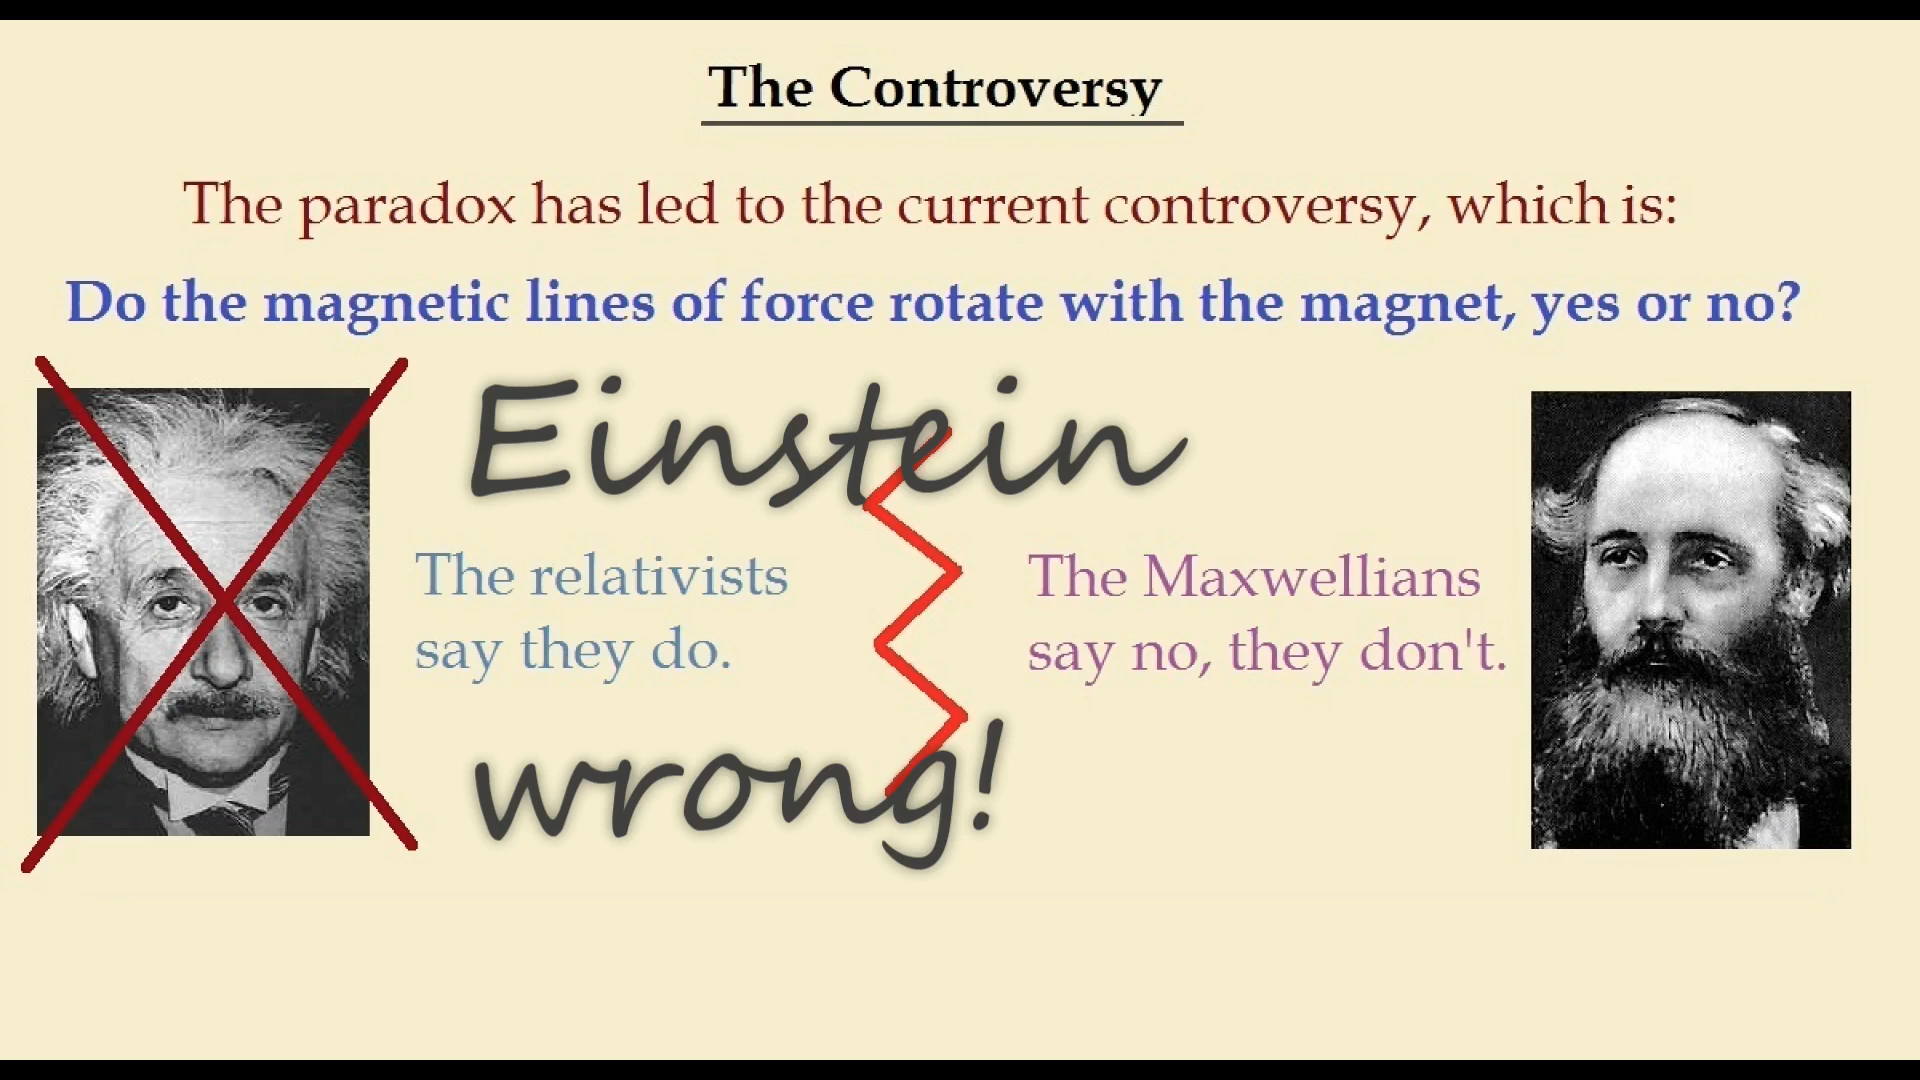 The Controversy
The paradox has led to the current controversy, which is:
Do the magnetic lines of force rotate with the magnet, yes or no?
Einstein
The relativists
say they do.
The Maxwellians
say no, they don't.
wrong!